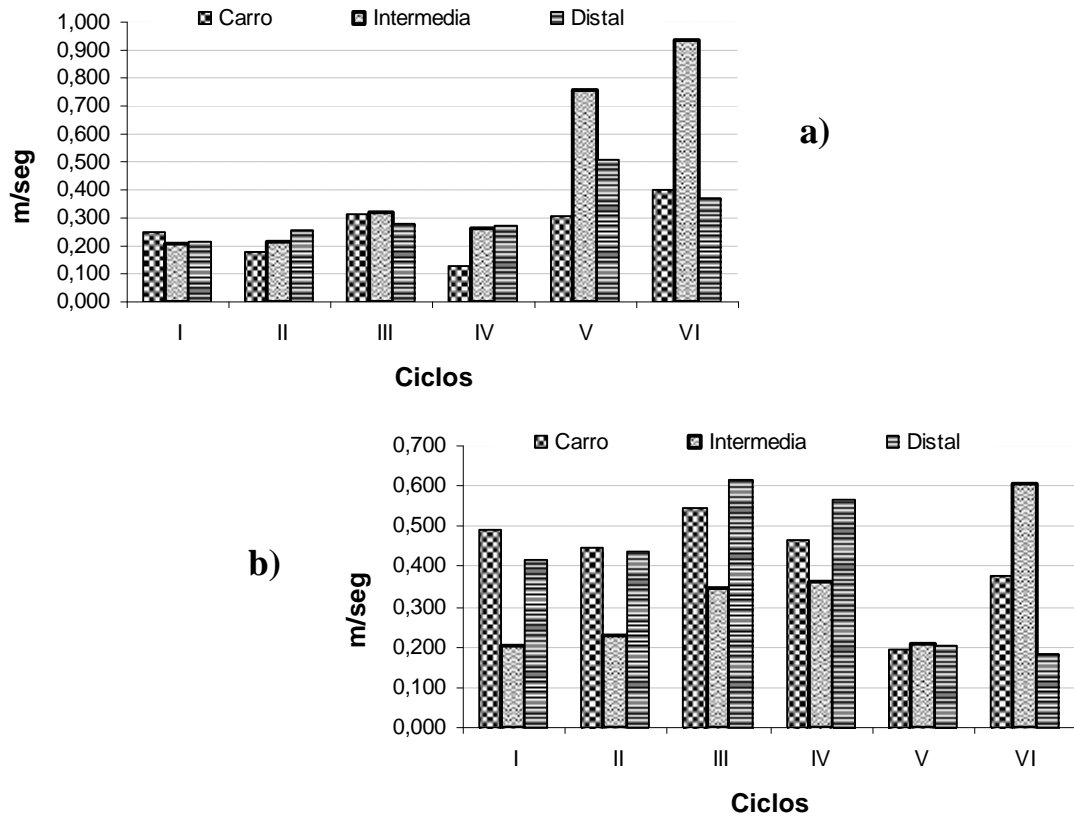 Carro Intermedia Distal
1,000
0,900
0,800
0,700
0,600
0,500
0,400
0,300
0,200
0,100
0,000
m/seg
I II III IV V VI
Ciclos
a)
Carro Intermedia Distal
0,700
0,600
0,500
0,400
0,300
0,200
0,100
0,000
m/seg
I II III IV V VI
Ciclos
b)